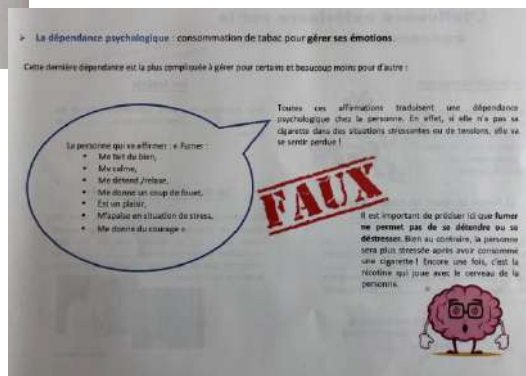 ➤ La dépendance psychologique : consommation de tabac pour gérer ses émotions.
Cette dernière dépendance est la plus compliquée à gérer pour certains et beaucoup moins pour d'autre :
Toutes ces affirmations traduisent une dépendance
psychologique chez la personne. En effet, si elle n'a pas sa
cigarette dans des situations stressantes ou de tensions, elle va
se sentir perdue !
La personne qui va affirmer : « Fumer :
• Me fait du bien,
• Me calme,
• Me détend /relaxe,
• Me donne un coup de fouet,
• Est un plaisir,
• M'apaise en situation de stress,
• Me donne du courage »
FAUX
Il est important de préciser ici que fumer
ne permet pas de se détendre ou se
déstresser. Bien au contraire, la personne
sera plus stressée après avoir consommé
une cigarette ! Encore une fois, c'est la
nicotine qui joue avec le cerveau de la
personne.